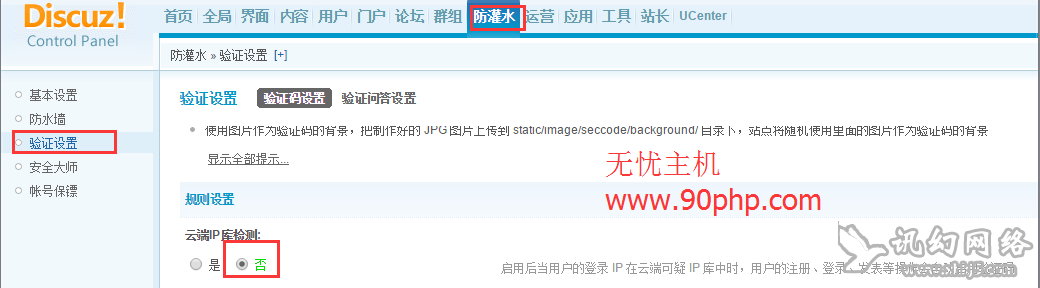 Discuz!
Control Panel
首页 全局 界面 内容 用户 门户 论坛 群组 防灌水 运营 应用 工具 站长 UCenter
防灌水 » 验证设置 [+]
基本设置
防水墙
验证设置
安全大师
帐号保镖
验证设置 验证码设置 验证问答设置
使用图片作为验证码的背景，把制作好的 JPG 图片上传到 static/image/seccode/background/ 目录下，站点将随机使用里面的图片作为验证码的背景
显示全部提示...
无忧主机
www.90php.com
规则设置
云端IP库检测:
是 否
启用后当用户的登录 IP 在云端可疑 IP 库中时，用户的注册、登录、发表等操作
讯幻网络